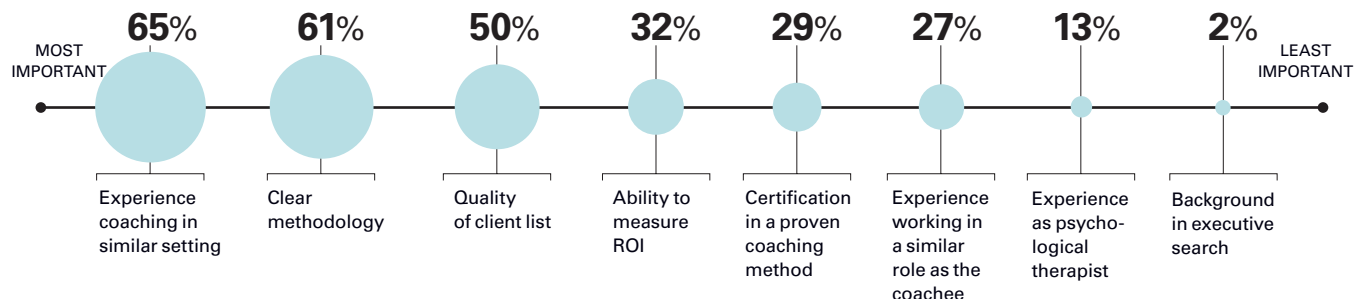 65%
61%
50%
32%
29%
27%
13%
2%
MOST
IMPORTANT
LEAST
IMPORTANT
Experience
coaching in
similar setting
Clear
methodology
Quality
of client list
Ability to
measure
ROI
Certification
in a proven
coaching
method
Experience
working in
a similar
role as the
coachee
Experience
as psycho-
logical
therapist
Background
in executive
search